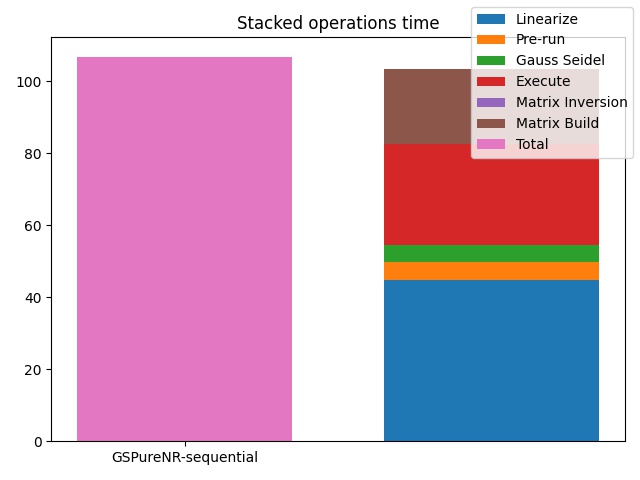 Stacked operations time
Linearize
Pre-run
Gauss Seidel
Execute
Matrix Inversion
Matrix Build
Total
100
80
60
40
20
0
GSPureNR-sequential